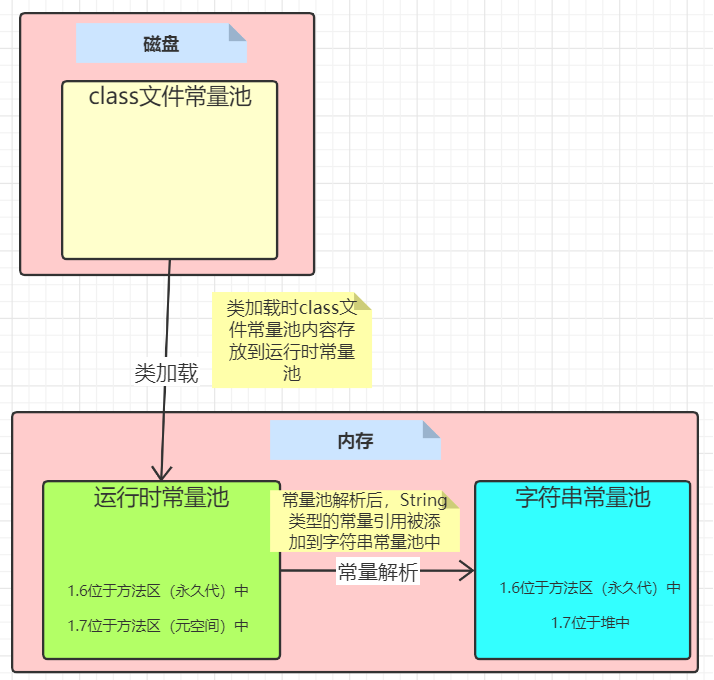 磁盘
class文件常量池
类加载时class文
件常量池内容存
放到运行时常量
池
类加载
内存
运行时常量池
1.6位于方法区（永久代）中
1.7位于方法区（元空间）中
常量池解析后，String
类型的常量引用被添
加到字符串常量池中
常量解析
字符串常量池
1.6位于方法区（永久代）中
1.7位于堆中